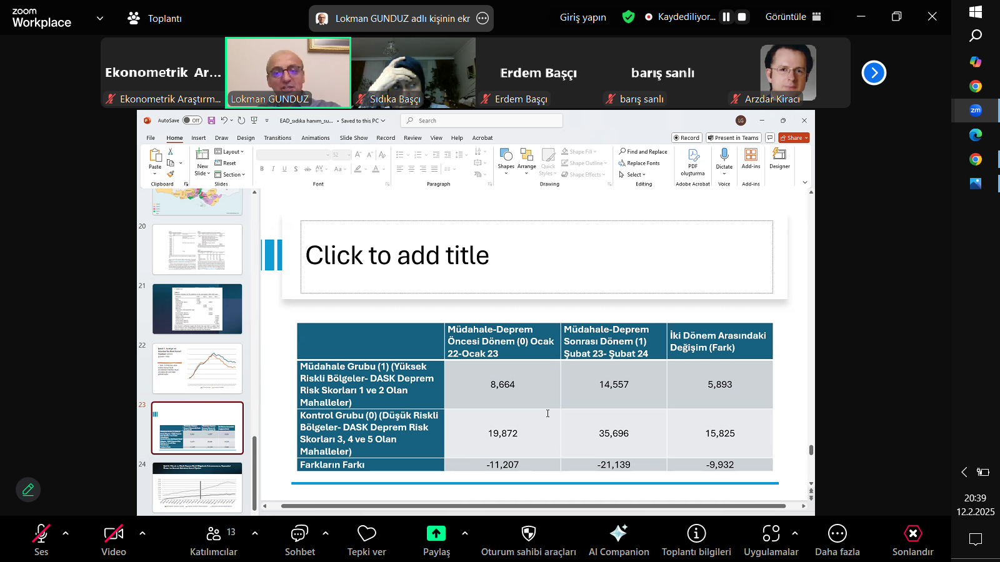 zoom
Workplace
Toplantı
Lokman GUNDUZ adlı kişinin ekr
Giriş yapın
Kaydediliyor...
Görüntüle
Ekonometrik Ar...
Ekonometrik Araştırm...
Lokman GUNDUZ
Sıdıka Başçı
Erdem Başçı
Erdem Başçı
barış sanlı
barış sanlı
Arzdar Kiracı
AutoSave
Off
EAD_sıdıka hanim_su... • Saved to this PC
Search
LG
File
Home
Insert
Draw
Design
Transitions
Animations
Slide Show
Record
Review
View
Help
Acrobat
Record
Present in Teams
Share
Paste
Clipboard
New
Slide
Layout
Reset
Section
Slides
32
B I U S ab AV Aa A
Font
Paragraph
Shapes
Arrange
Quick
Styles
Shape Fill
Shape Outline
Shape Effects
Drawing
Find and Replace
Replace Fonts
Select
Editing
PDF
oluşturma
Adobe Acrobat
Dictate
Voice
Add-ins
Add-ins
Designer
20
21
22
23
24
Click to add title
Müdahale-Deprem
Öncesi Dönem (0) Ocak
22-Ocak 23
Müdahale-Deprem
Sonrası Dönem (1)
Şubat 23- Şubat 24
İki Dönem Arasındaki
Değişim (Fark)
Müdahale Grubu (1) (Yüksek
Riskli Bölgeler- DASK Deprem
Risk Skorları 1 ve 2 Olan
Mahalleler)
8,664
14,557
5,893
Kontrol Grubu (0) (Düşük Riskli
Bölgeler- DASK Deprem Risk
Skorları 3, 4 ve 5 Olan
Mahalleler)
19,872
35,696
15,825
Farkların Farkı
-11,207
-21,139
-9,932
zm
20:39
12.2.2025
Ses
Video
13
Katılımcılar
Sohbet
Tepki ver
Paylaş
Oturum sahibi araçları
AI Companion
Toplantı bilgileri
Uygulamalar
Daha fazla
Sonlandır